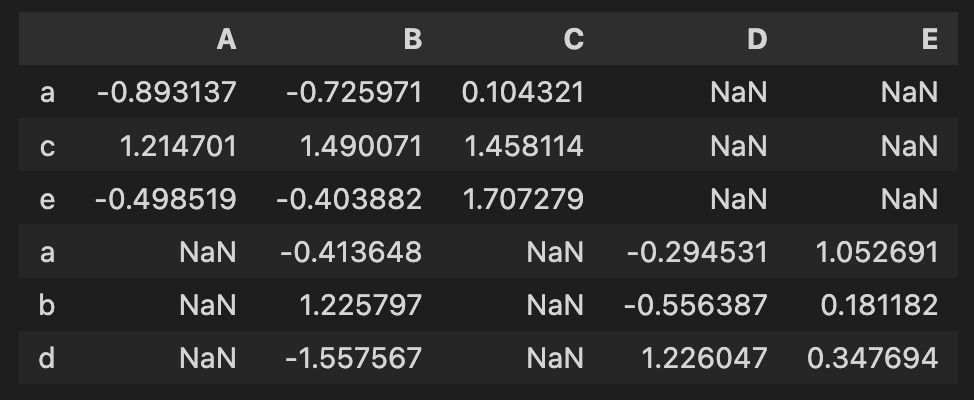 A B C D E
a -0.893137 -0.725971 0.104321 NaN NaN
c 1.214701 1.490071 1.458114 NaN NaN
e -0.498519 -0.403882 1.707279 NaN NaN
a NaN -0.413648 NaN -0.294531 1.052691
b NaN 1.225797 NaN -0.556387 0.181182
d NaN -1.557567 NaN 1.226047 0.347694